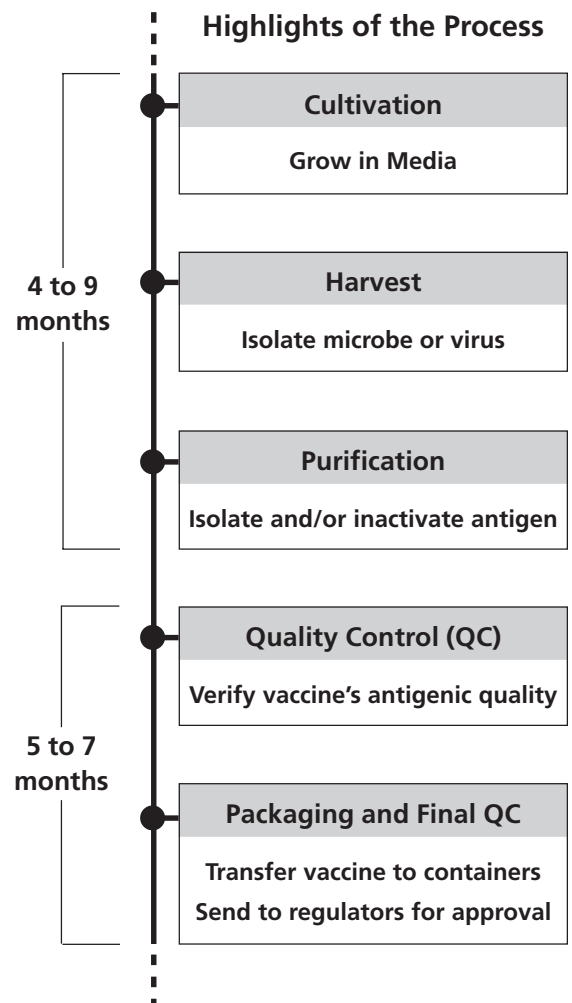 Highlights of the Process
Cultivation
Grow in Media
4 to 9
months
Harvest
Isolate microbe or virus
Purification
Isolate and/or inactivate antigen
Quality Control (QC)
Verify vaccine's antigenic quality
5 to 7
months
Packaging and Final QC
Transfer vaccine to containers
Send to regulators for approval